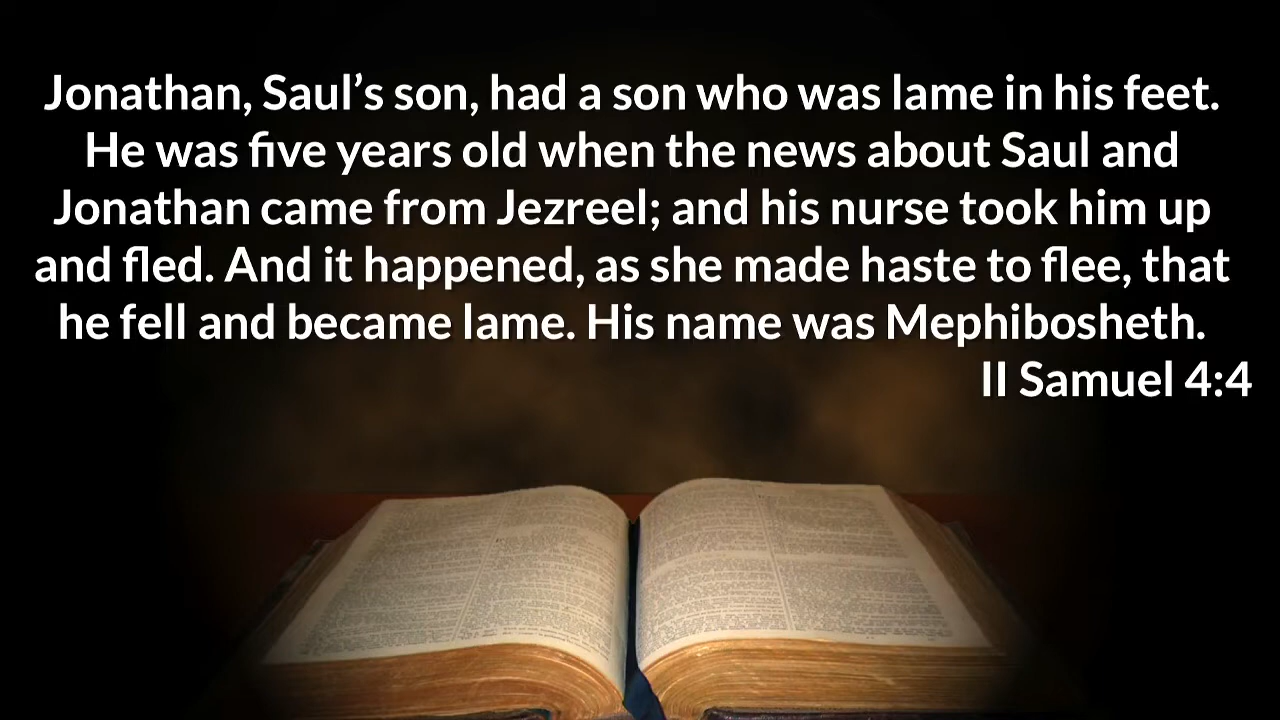 Jonathan, Saul’s son, had a son who was lame in his feet.
He was five years old when the news about Saul and
Jonathan came from Jezreel; and his nurse took him up
and fled. And it happened, as she made haste to flee, that
he fell and became lame. His name was Mephibosheth.
II Samuel 4:4